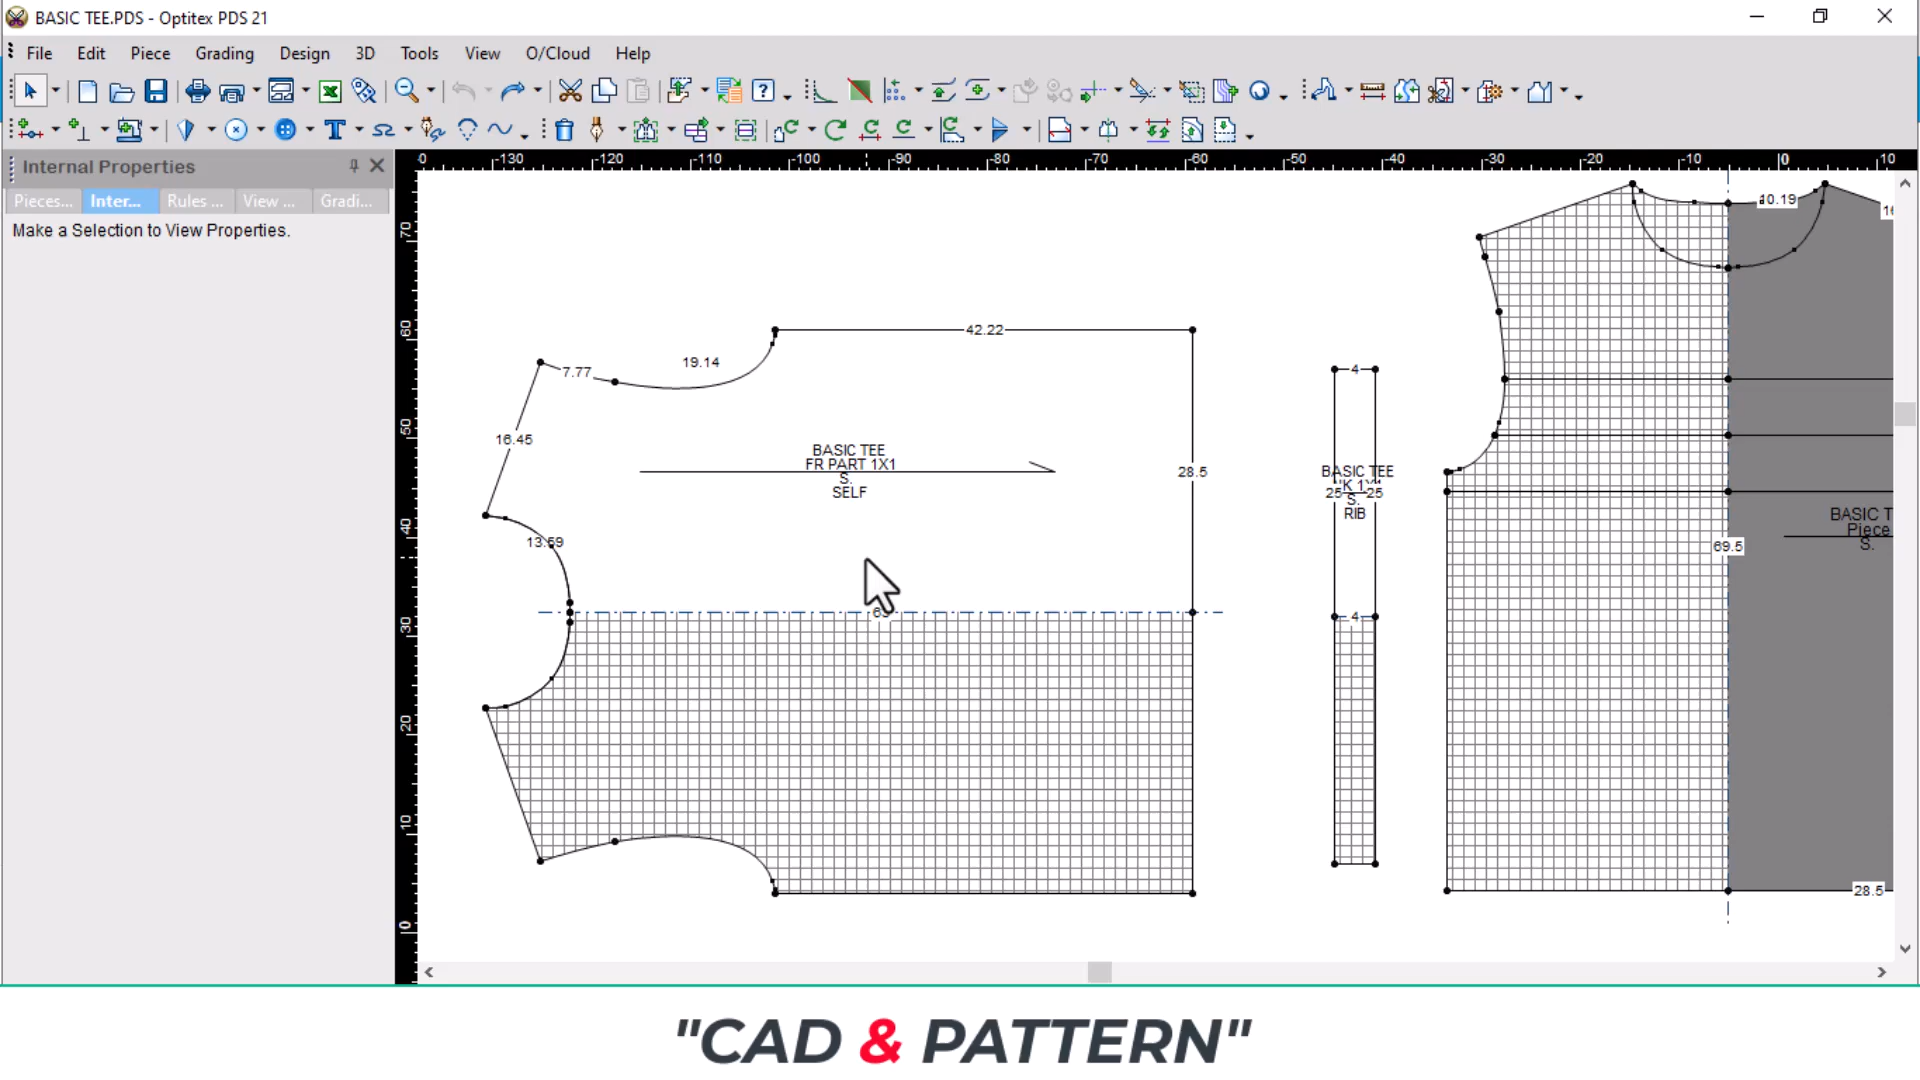 BASIC TEE.PDS - Optitex PDS 21
File Edit Piece Grading Design 3D Tools View O/Cloud Help
Internal Properties
Pieces... Inter... Rules ... View ... Gradi...
Make a Selection to View Properties.
0 -130 -120 -110 -100 -90 -80 -70 -60 -50 -40 -30 -20 -10 0 10
70
60
50
40
30
20
10
0
42.22
7.77
19.14
16.45
13.59
28.5
BASIC TEE
FR PART 1X1
S.
SELF
4
BASIC TEE
25 25
S.
RIB
4
10.19
69.5
BASIC T
Piece
S.
28.5
"CAD & PATTERN"